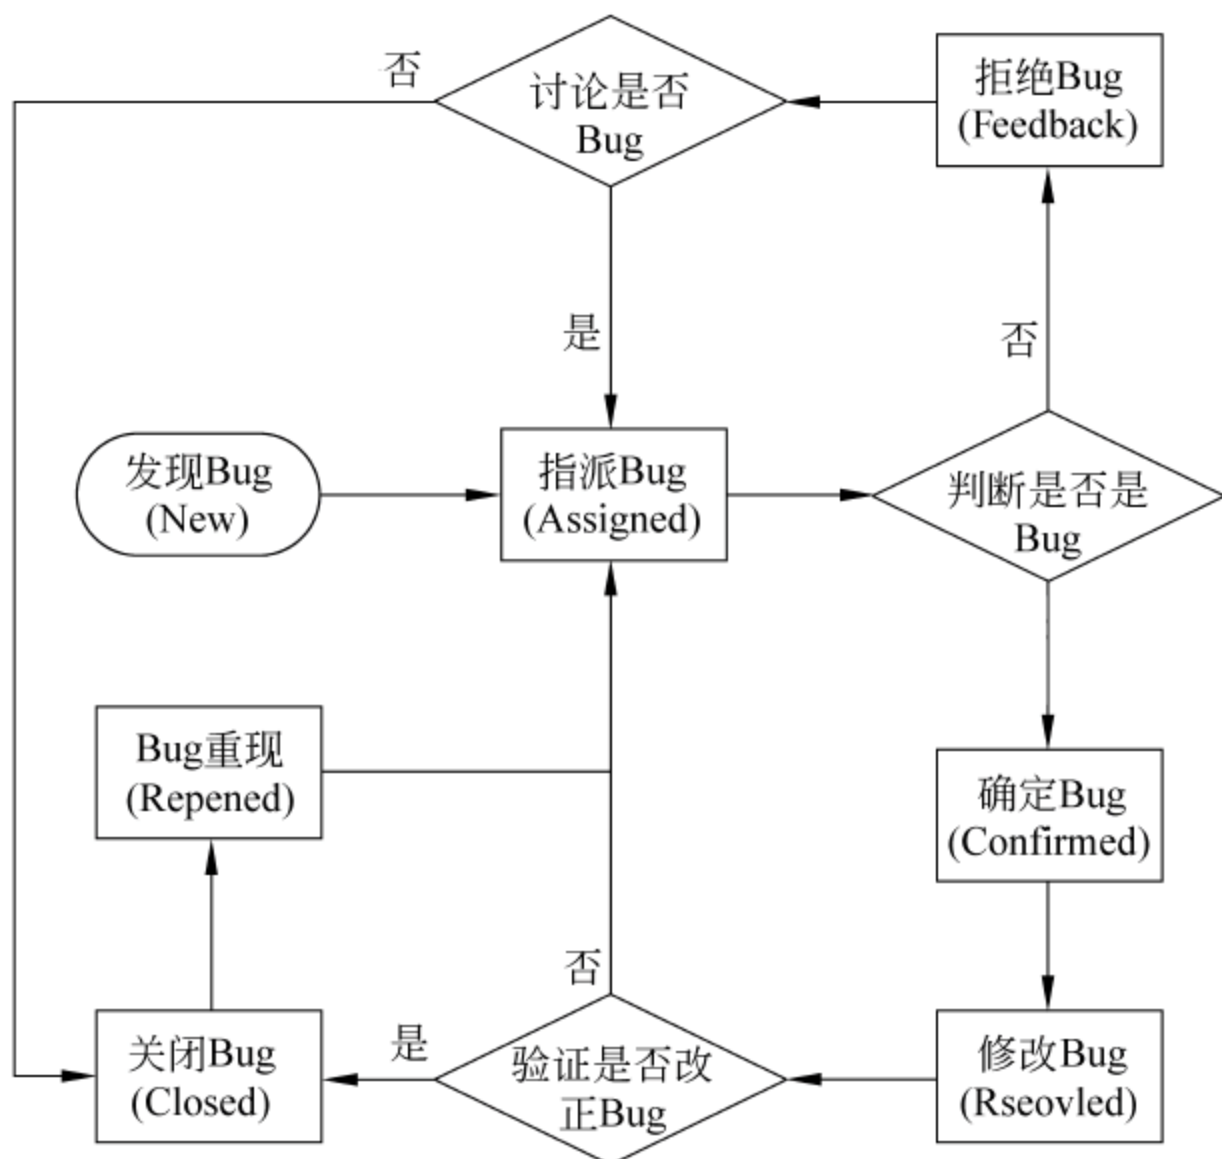 否
讨论是否
Bug
拒绝Bug
(Feedback)
是
否
发现Bug
(New)
指派Bug
(Assigned)
判断是否是
Bug
Bug重现
(Repened)
确定Bug
(Confirmed)
否
关闭Bug
(Closed)
是
验证是否改
正Bug
修改Bug
(Rseovled)